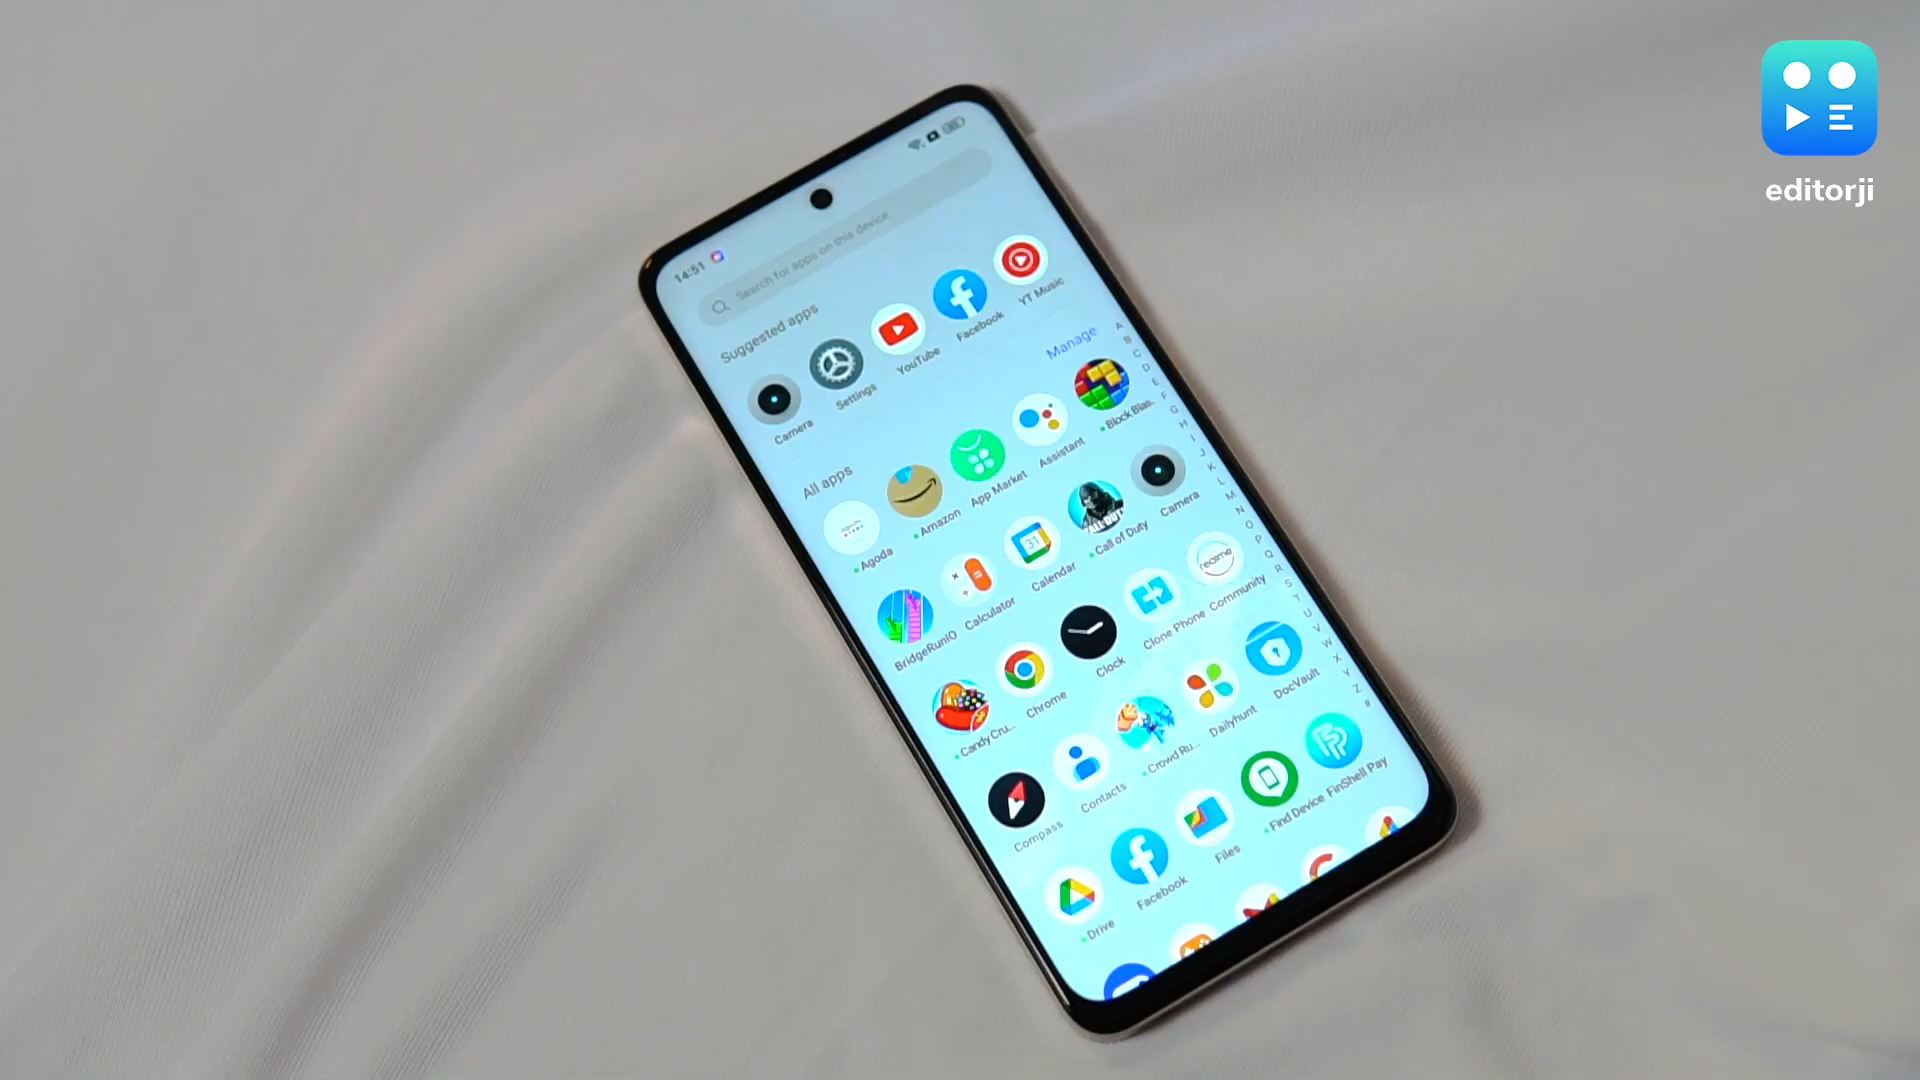 editorji
14:51
Search for apps on this device
Suggested apps
Camera
Settings
YouTube
Facebook
YT Music
Manage
All apps
Agoda
Amazon
App Market
Assistant
Block Blas...
BridgeRunIO
Calculator
Calendar
31
Call of Duty
Camera
Candy Cru...
Chrome
Clock
Clone Phone
Community
realme
Compass
Contacts
Crowd Ru...
Dailyhunt
DocVault
Drive
Facebook
Files
Find Device
FinShell Pay
A
B
C
D
E
F
G
H
I
J
K
L
M
N
O
P
Q
R
S
T
U
V
W
X
Y
Z
#